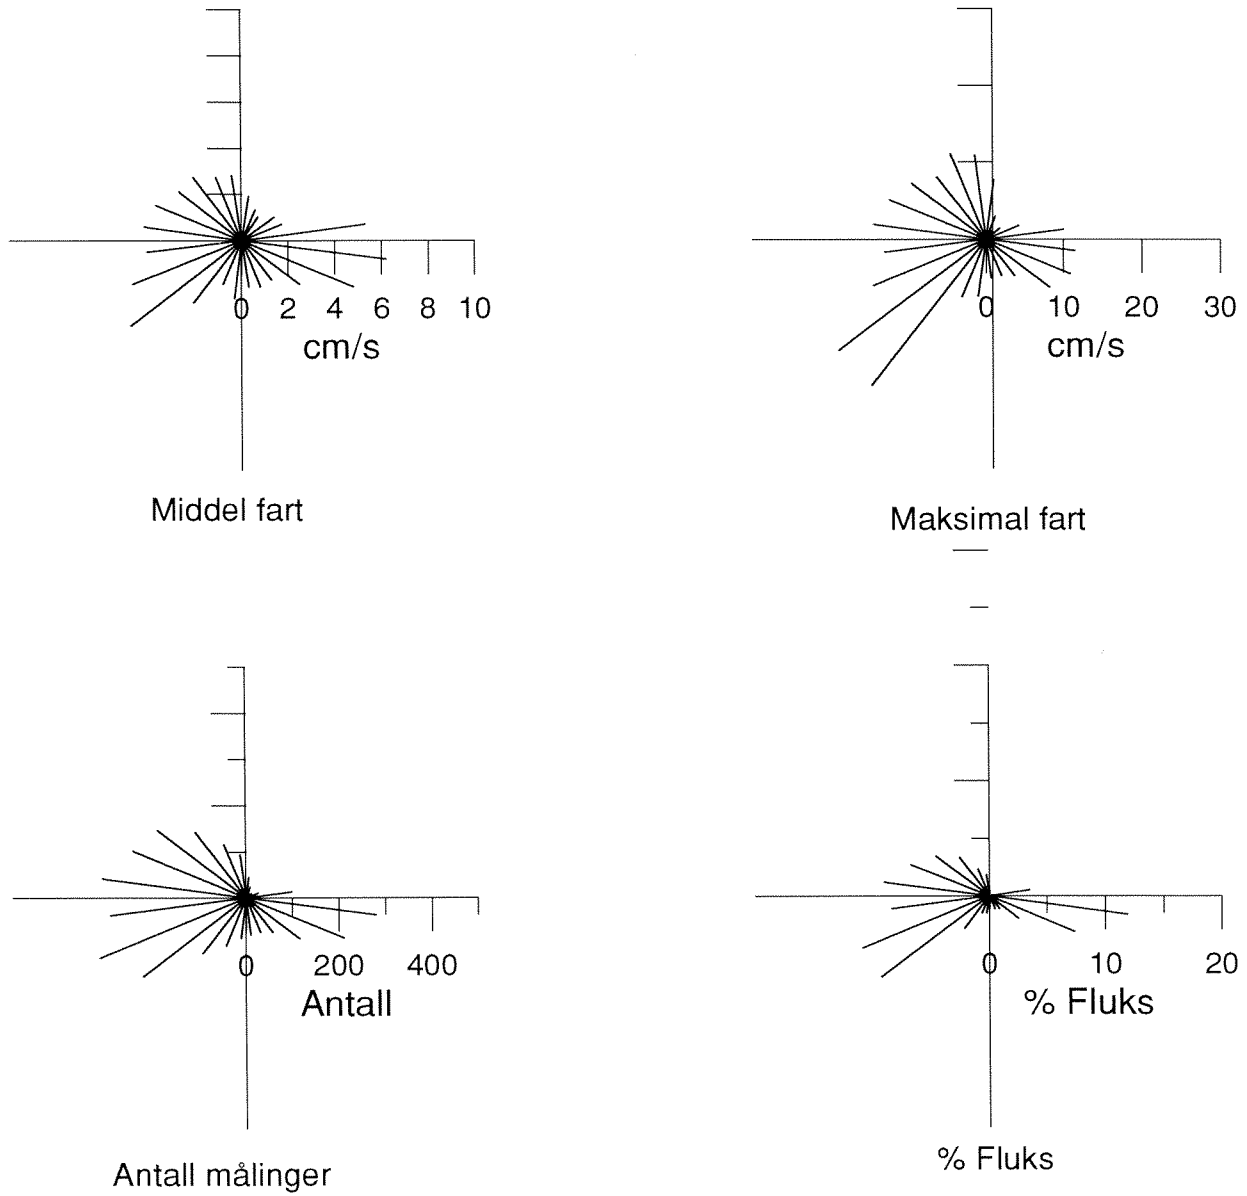 0 2 4 6 8 10
cm/s
Middel fart
0 10 20 30
cm/s
Maksimal fart
0 200 400
Antall
Antall målinger
0 10 20
% Fluks
% Fluks